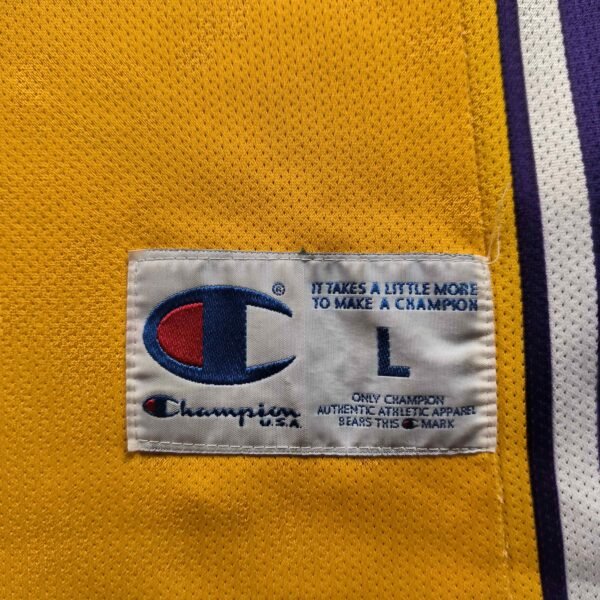 ®
IT TAKES A LITTLE MORE
TO MAKE A CHAMPION
L
Champion
U.S.A.
ONLY CHAMPION
AUTHENTIC ATHLETIC APPAREL
BEARS THIS C MARK